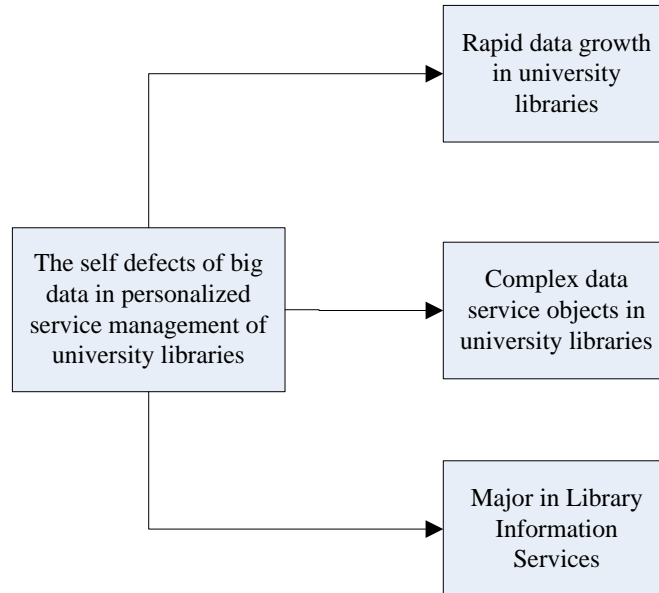 Rapid data growth
in university
libraries
The self defects of big
data in personalized
service management of
university libraries
Complex data
service objects in
university libraries
Major in Library
Information
Services